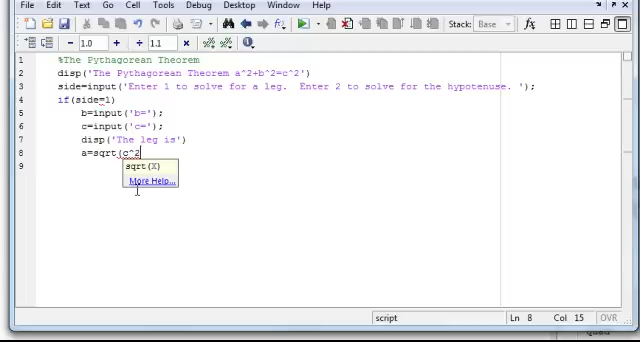 File Edit Text Go Cell Tools Debug Desktop Window Help
Stack: Base fx
− 1.0 + ÷ 1.1 ×
1 %The Pythagorean Theorem
2 disp('The Pythagorean Theorem a^2+b^2=c^2')
3 side=input('Enter 1 to solve for a leg.  Enter 2 to solve for the hypotenuse. ');
4 if(side=1)
5 b=input('b=');
6 c=input('c=');
7 disp('The leg is')
8 a=sqrt(c^2
9
sqrt(X)
More Help...
script Ln 8 Col 15 OVR